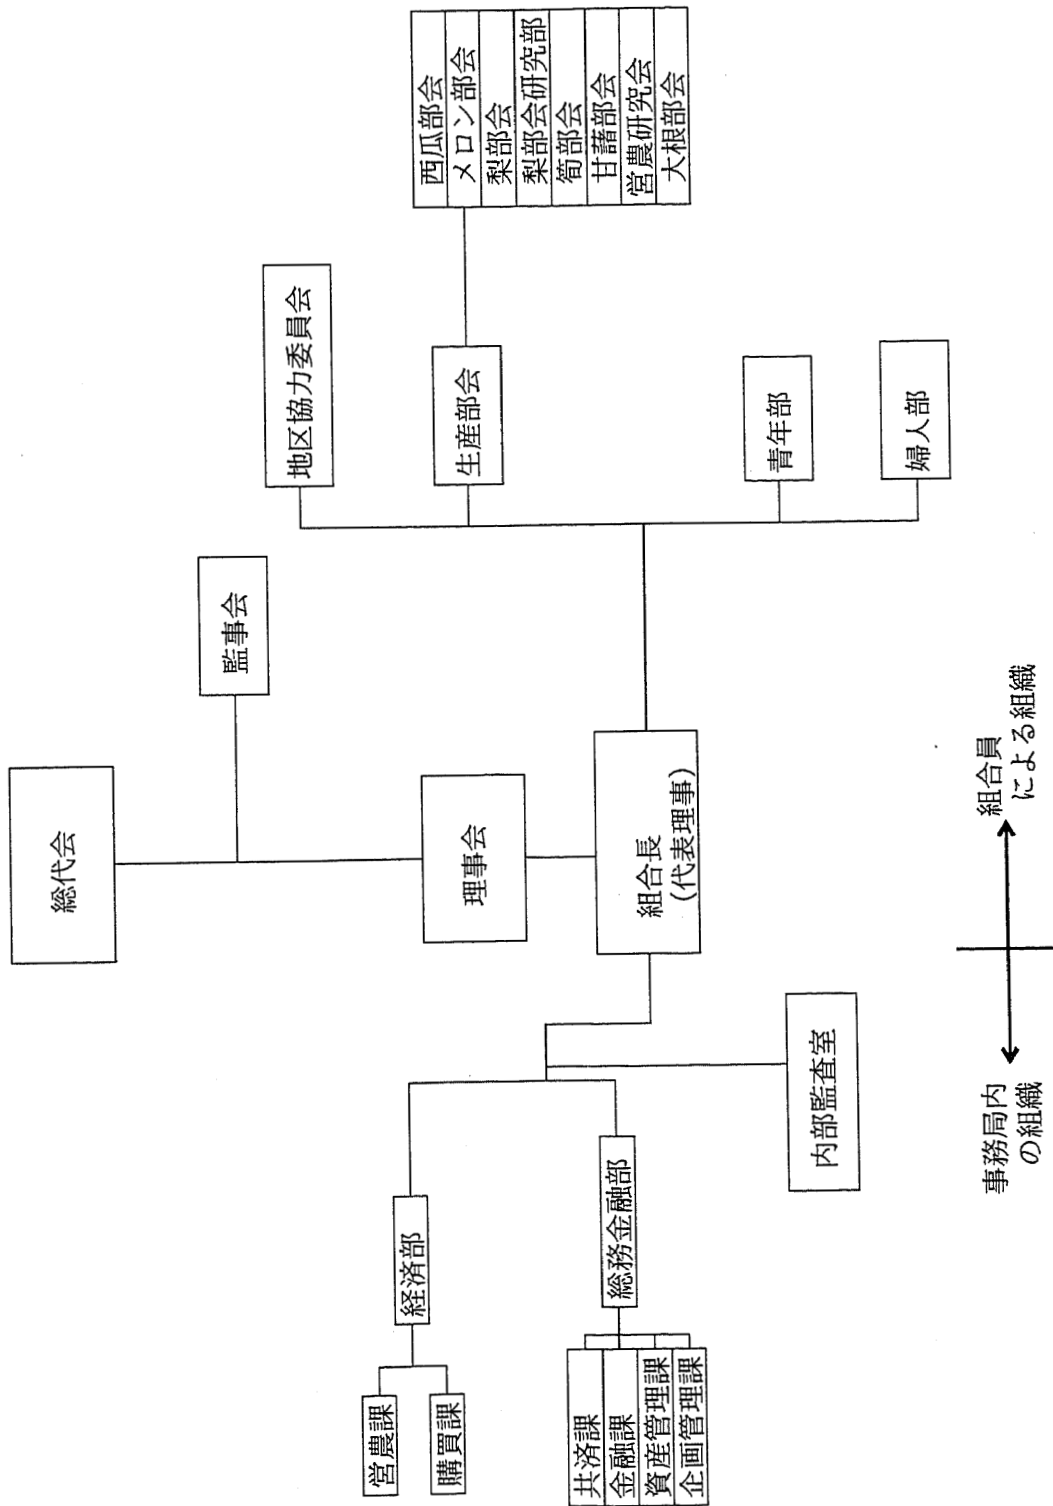 総代会
監事会
理事会
組合長
(代表理事)
地区協力委員会
生産部会
青年部
婦人部
西瓜部会
メロン部会
梨部会
梨部会研究部
筍部会
甘藷部会
営農研究会
大根部会
内部監査室
経済部
総務金融部
営農課
購買課
共済課
金融課
資産管理課
企画管理課
事務局内
の組織
組合員
による組織